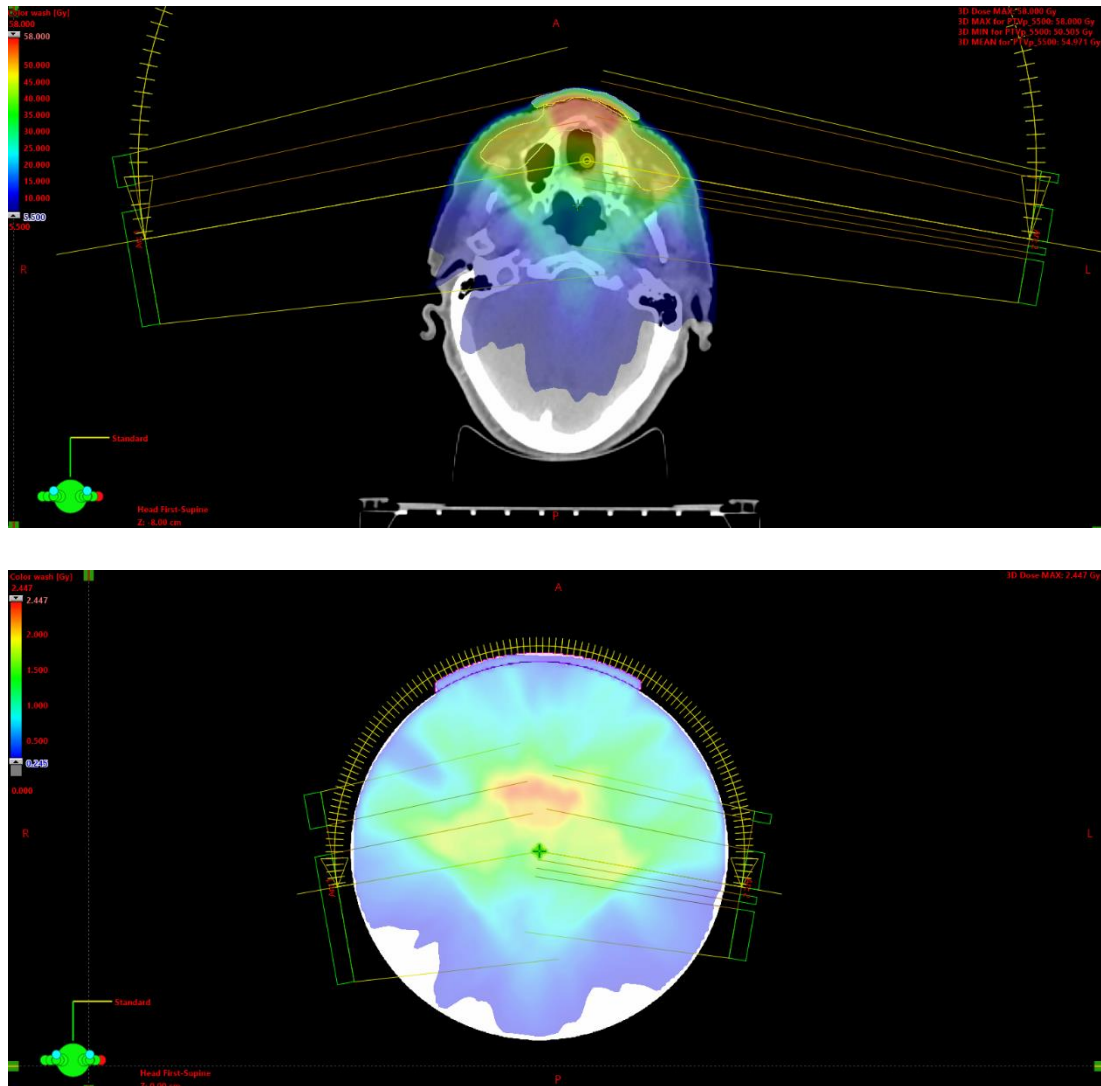 Color wash [Gy]
58.000
58.000
50.000
45.000
40.000
35.000
30.000
25.000
20.000
15.000
10.000
5.500
5.500
A
3D Dose MAX: 58.000 Gy
3D MAX for PTVp_5500: 58.000 Gy
3D MIN for PTVp_5500: 50.505 Gy
3D MEAN for PTVp_5500: 54.971 Gy
R
L
Standard
Head First-Supine
Z: -8.00 cm
P
Color wash [Gy]
2.447
2.447
2.000
1.500
1.000
0.500
0.245
0.000
A
3D Dose MAX: 2.447 Gy
R
L
Standard
Head First-Supine
Z: 0.00 cm
P